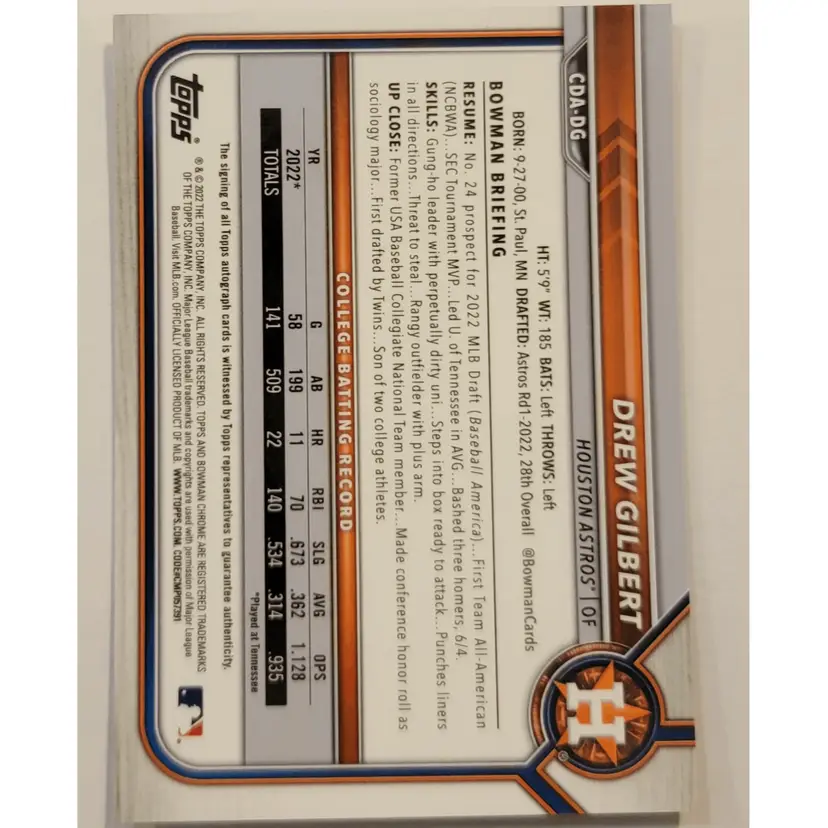 CDA-DG
DREW GILBERT
HOUSTON ASTROS® | OF
HT: 5'9" WT: 185 BATS: Left THROWS: Left
BORN: 9-27-00, St. Paul, MN DRAFTED: Astros Rd1-2022, 28th Overall @BowmanCards
BOWMAN BRIEFING
RESUME: No. 24 prospect for 2022 MLB Draft (Baseball America)...First Team All-American
(NCBWA)...SEC Tournament MVP...Led U. of Tennessee in AVG...Bashed three homers, 6/4.
SKILLS: Gung-ho leader with perpetually dirty uni...Steps into box ready to attack...Punches liners
in all directions...Threat to steal...Rangy outfielder with plus arm.
UP CLOSE: Former USA Baseball Collegiate National Team member...Made conference honor roll as
sociology major...First drafted by Twins...Son of two college athletes.
COLLEGE BATTING RECORD
YR G AB HR RBI SLG AVG OPS
2022* 58 199 11 70 .673 .362 1.128
TOTALS 141 509 22 140 .534 .314 .935
*Played at Tennessee
The signing of all Topps autograph cards is witnessed by Topps representatives to guarantee authenticity.
topps®
® & © 2022 THE TOPPS COMPANY, INC. ALL RIGHTS RESERVED. TOPPS AND BOWMAN CHROME ARE REGISTERED TRADEMARKS
OF THE TOPPS COMPANY, INC. Major League Baseball trademarks and copyrights are used with permission of Major League
Baseball. Visit MLB.com. OFFICIALLY LICENSED PRODUCT OF MLB. WWW.TOPPS.COM. CODE#CMP057391
H